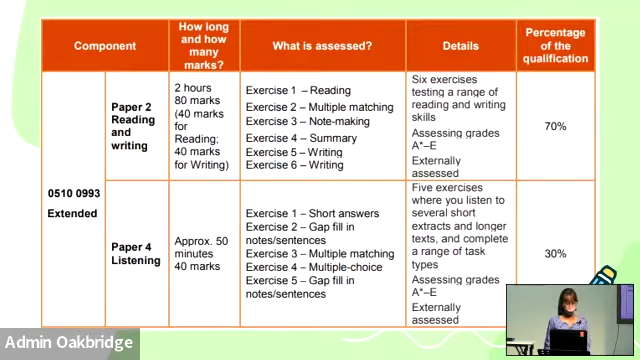 Component
How long
and how
many
marks?
What is assessed?
Details
Percentage
of the
qualification
0510 0993
Extended
Paper 2
Reading
and
writing
2 hours
80 marks
(40 marks
for
Reading;
40 marks
for Writing)
Exercise 1 – Reading
Exercise 2 – Multiple matching
Exercise 3 – Note-making
Exercise 4 – Summary
Exercise 5 – Writing
Exercise 6 – Writing
Six exercises
testing a range of
reading and writing
skills
Assessing grades
A*–E
Externally
assessed
70%
Paper 4
Listening
Approx. 50
minutes
40 marks
Exercise 1 – Short answers
Exercise 2 – Gap fill in
notes/sentences
Exercise 3 – Multiple matching
Exercise 4 – Multiple-choice
Exercise 5 – Gap fill in
notes/sentences
Five exercises
where you listen to
several short
extracts and longer
texts, and complete
a range of task
types
Assessing grades
A*–E
Externally
assessed
30%
Admin Oakbridge